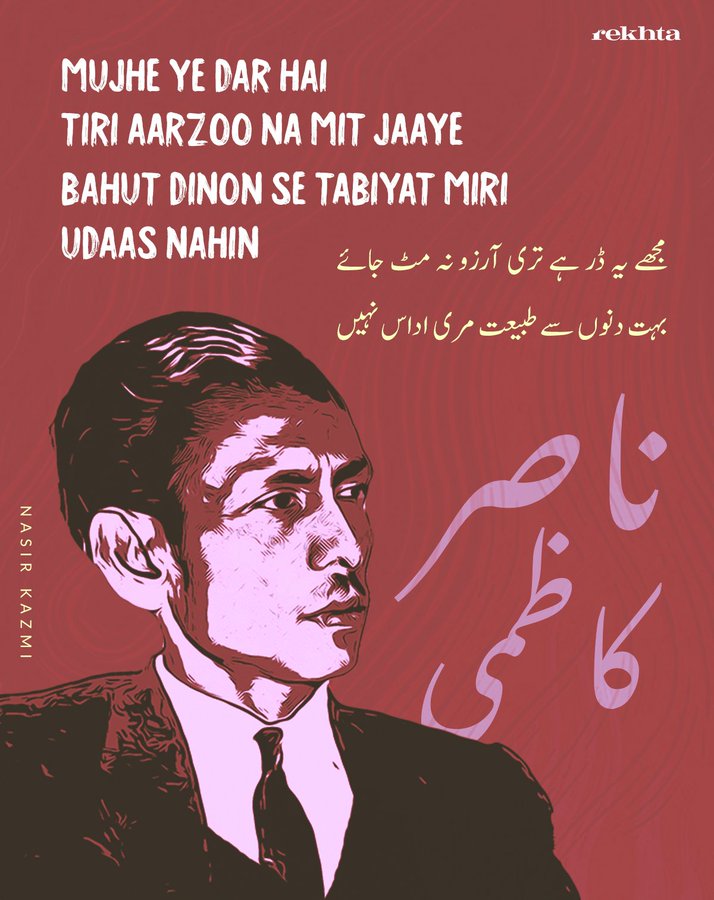 rekhta
MUJHE YE DAR HAI
TIRI AARZOO NA MIT JAAYE
BAHUT DINON SE TABIYAT MIRI
UDAAS NAHIN
مجھے یہ ڈر ہے تری آرزو نہ مٹ جائے
بہت دنوں سے طبیعت مری اداس نہیں
ناصر
کاظمی
NASIR KAZMI